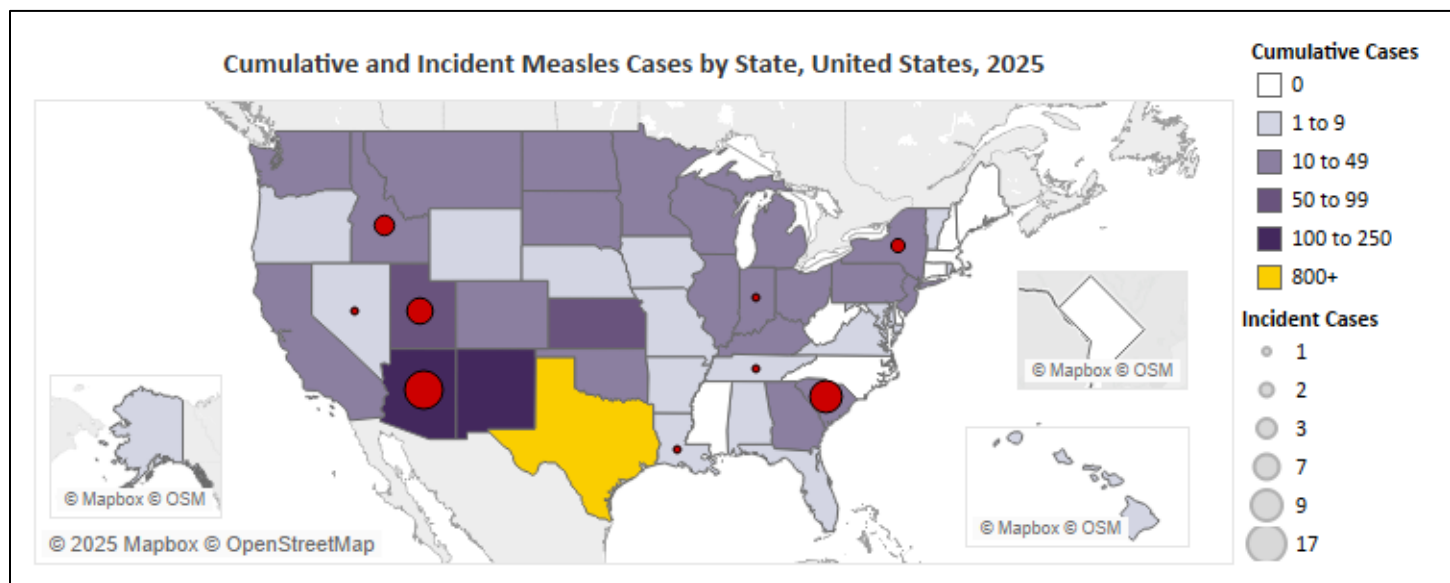 Cumulative and Incident Measles Cases by State, United States, 2025
Cumulative Cases
0
1 to 9
10 to 49
50 to 99
100 to 250
800+
Incident Cases
1
2
3
7
9
17
© Mapbox © OSM
© Mapbox © OSM
© Mapbox © OSM
© 2025 Mapbox © OpenStreetMap